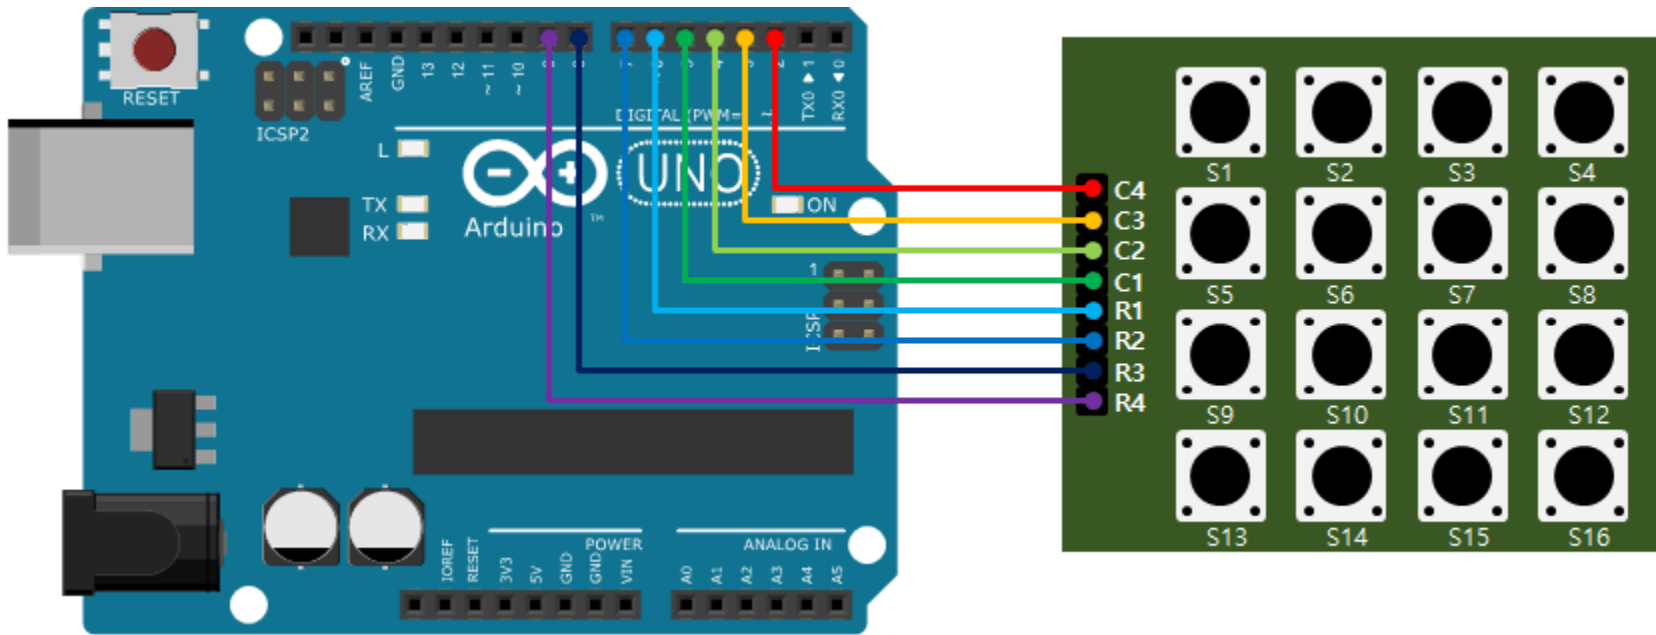 RESET
ICSP2
AREF
GND
13
12
~11
~10
DIGITAL (PWM=
TX0 ▶ 1
RX0 ◀ 0
L
TX
RX
UNO
Arduino ™
ON
1
POWER
ANALOG IN
IOREF
RESET
3V3
5V
GND
GND
VIN
A0
A1
A2
A3
A4
A5
C4
C3
C2
C1
R1
R2
R3
R4
S1 S2 S3 S4
S5 S6 S7 S8
S9 S10 S11 S12
S13 S14 S15 S16